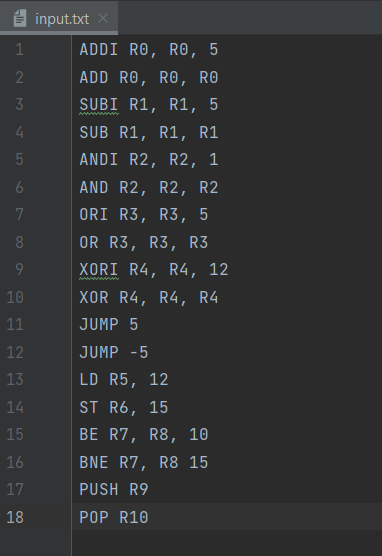 input.txt
1 ADDI R0, R0, 5
2 ADD R0, R0, R0
3 SUBI R1, R1, 5
4 SUB R1, R1, R1
5 ANDI R2, R2, 1
6 AND R2, R2, R2
7 ORI R3, R3, 5
8 OR R3, R3, R3
9 XORI R4, R4, 12
10 XOR R4, R4, R4
11 JUMP 5
12 JUMP -5
13 LD R5, 12
14 ST R6, 15
15 BE R7, R8, 10
16 BNE R7, R8 15
17 PUSH R9
18 POP R10